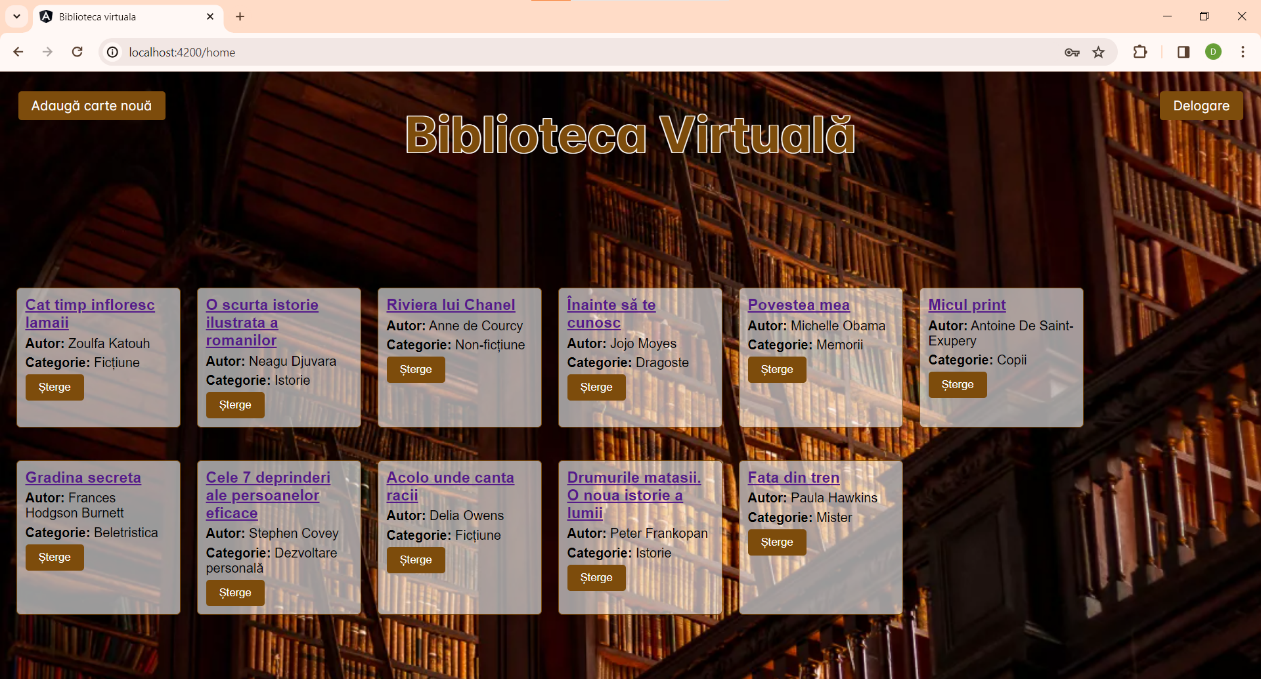 Biblioteca virtuala
localhost:4200/home
D
Adaugă carte nouă
Delogare
Biblioteca Virtuală
Cat timp infloresc
lamaii
Autor: Zoulfa Katouh
Categorie: Ficțiune
Șterge
O scurta istorie
ilustrata a
romanilor
Autor: Neagu Djuvara
Categorie: Istorie
Șterge
Riviera lui Chanel
Autor: Anne de Courcy
Categorie: Non-ficțiune
Șterge
Înainte să te
cunosc
Autor: Jojo Moyes
Categorie: Dragoste
Șterge
Povestea mea
Autor: Michelle Obama
Categorie: Memorii
Șterge
Micul print
Autor: Antoine De Saint-
Exupery
Categorie: Copii
Șterge
Gradina secreta
Autor: Frances
Hodgson Burnett
Categorie: Beletristica
Șterge
Cele 7 deprinderi
ale persoanelor
eficace
Autor: Stephen Covey
Categorie: Dezvoltare
personală
Șterge
Acolo unde canta
racii
Autor: Delia Owens
Categorie: Ficțiune
Șterge
Drumurile matasii.
O noua istorie a
lumii
Autor: Peter Frankopan
Categorie: Istorie
Șterge
Fata din tren
Autor: Paula Hawkins
Categorie: Mister
Șterge